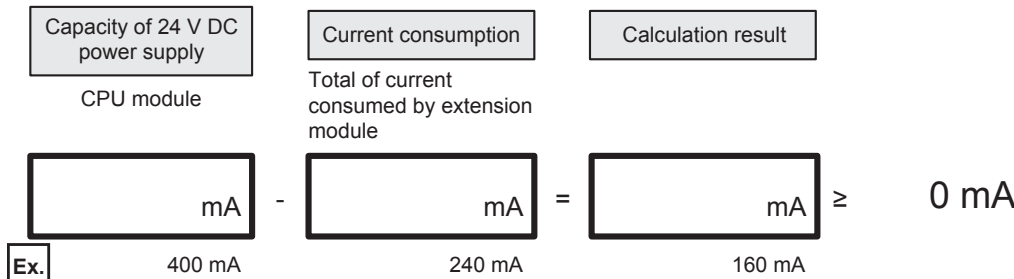 Capacity of 24 V DC
power supply
Current consumption
Calculation result
CPU module
Total of current
consumed by extension
module
mA - mA = mA ≥ 0 mA
Ex. 400 mA 240 mA 160 mA